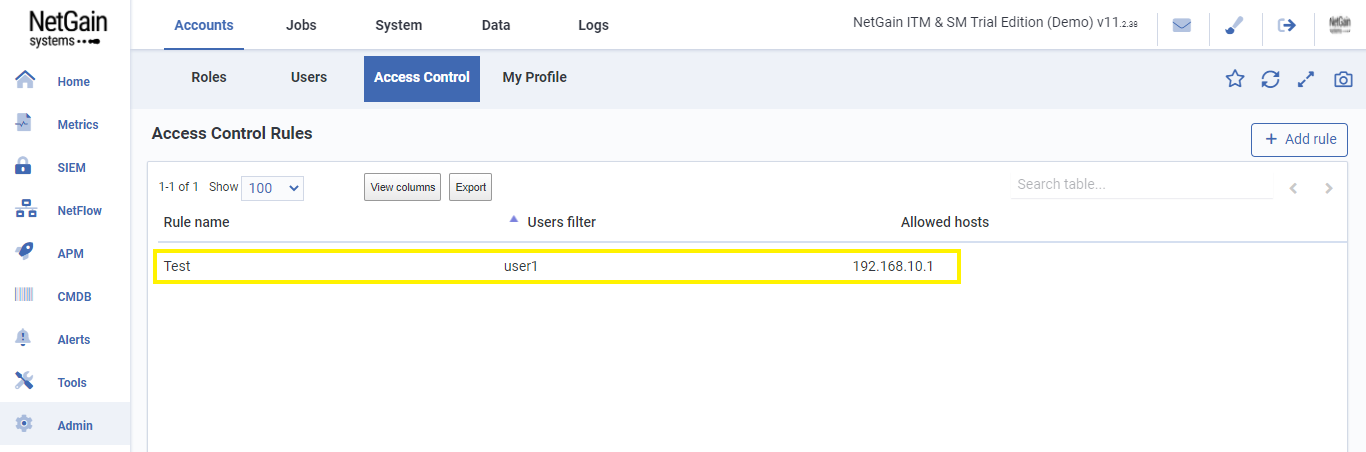 NetGain
systems
Accounts Jobs System Data Logs
NetGain ITM & SM Trial Edition (Demo) v11.2.38
NetGain
systems
Roles Users Access Control My Profile
Home
Metrics
SIEM
NetFlow
APM
CMDB
Alerts
Tools
Admin
Access Control Rules
+ Add rule
1-1 of 1 Show 100 View columns Export Search table...
Rule name Users filter Allowed hosts
Test user1 192.168.10.1